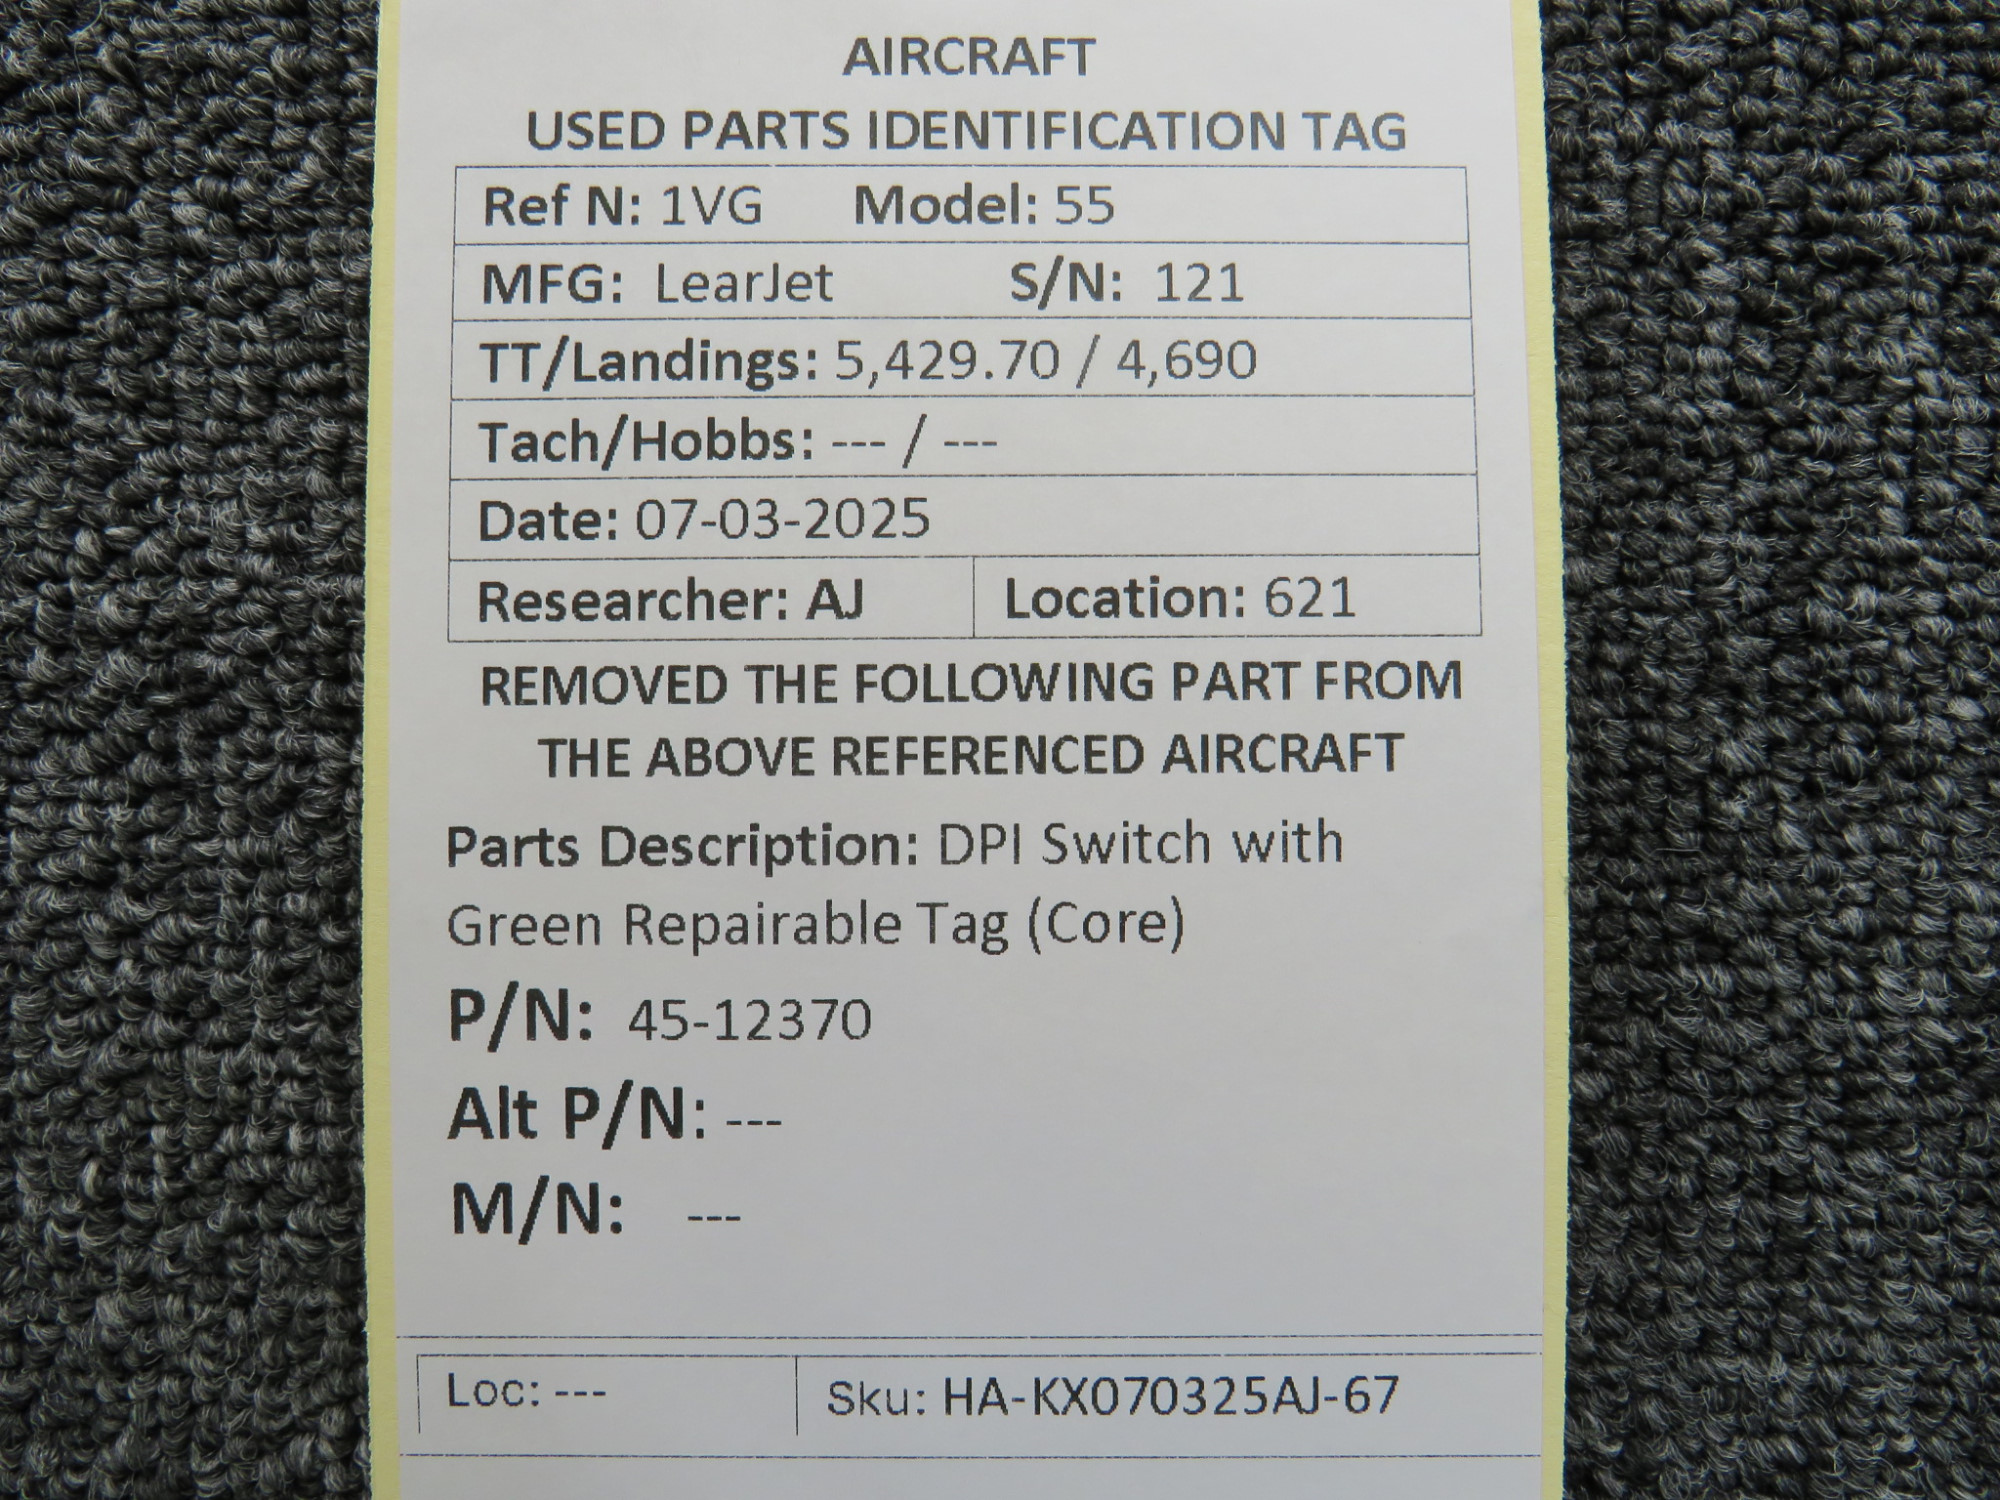 AIRCRAFT
USED PARTS IDENTIFICATION TAG
Ref N: 1VG Model: 55
MFG: LearJet S/N: 121
TT/Landings: 5,429.70 / 4,690
Tach/Hobbs: --- / ---
Date: 07-03-2025
Researcher: AJ Location: 621
REMOVED THE FOLLOWING PART FROM
THE ABOVE REFERENCED AIRCRAFT
Parts Description: DPI Switch with
Green Repairable Tag (Core)
P/N: 45-12370
Alt P/N: ---
M/N: ---
Loc: --- Sku: HA-KX070325AJ-67